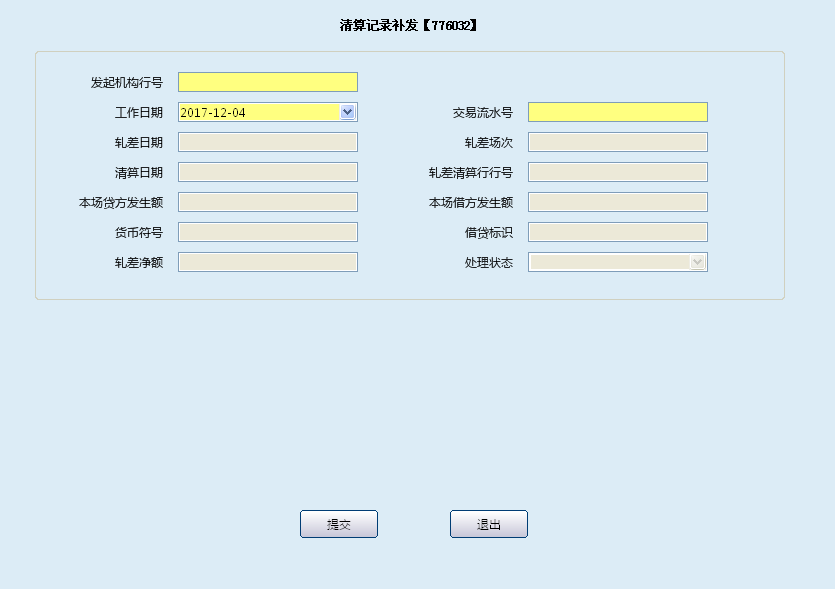 清算记录补发【776032】
发起机构行号
工作日期 2017-12-04 交易流水号
轧差日期 轧差场次
清算日期 轧差清算行行号
本场贷方发生额 本场借方发生额
货币符号 借贷标识
轧差净额 处理状态
提交 退出